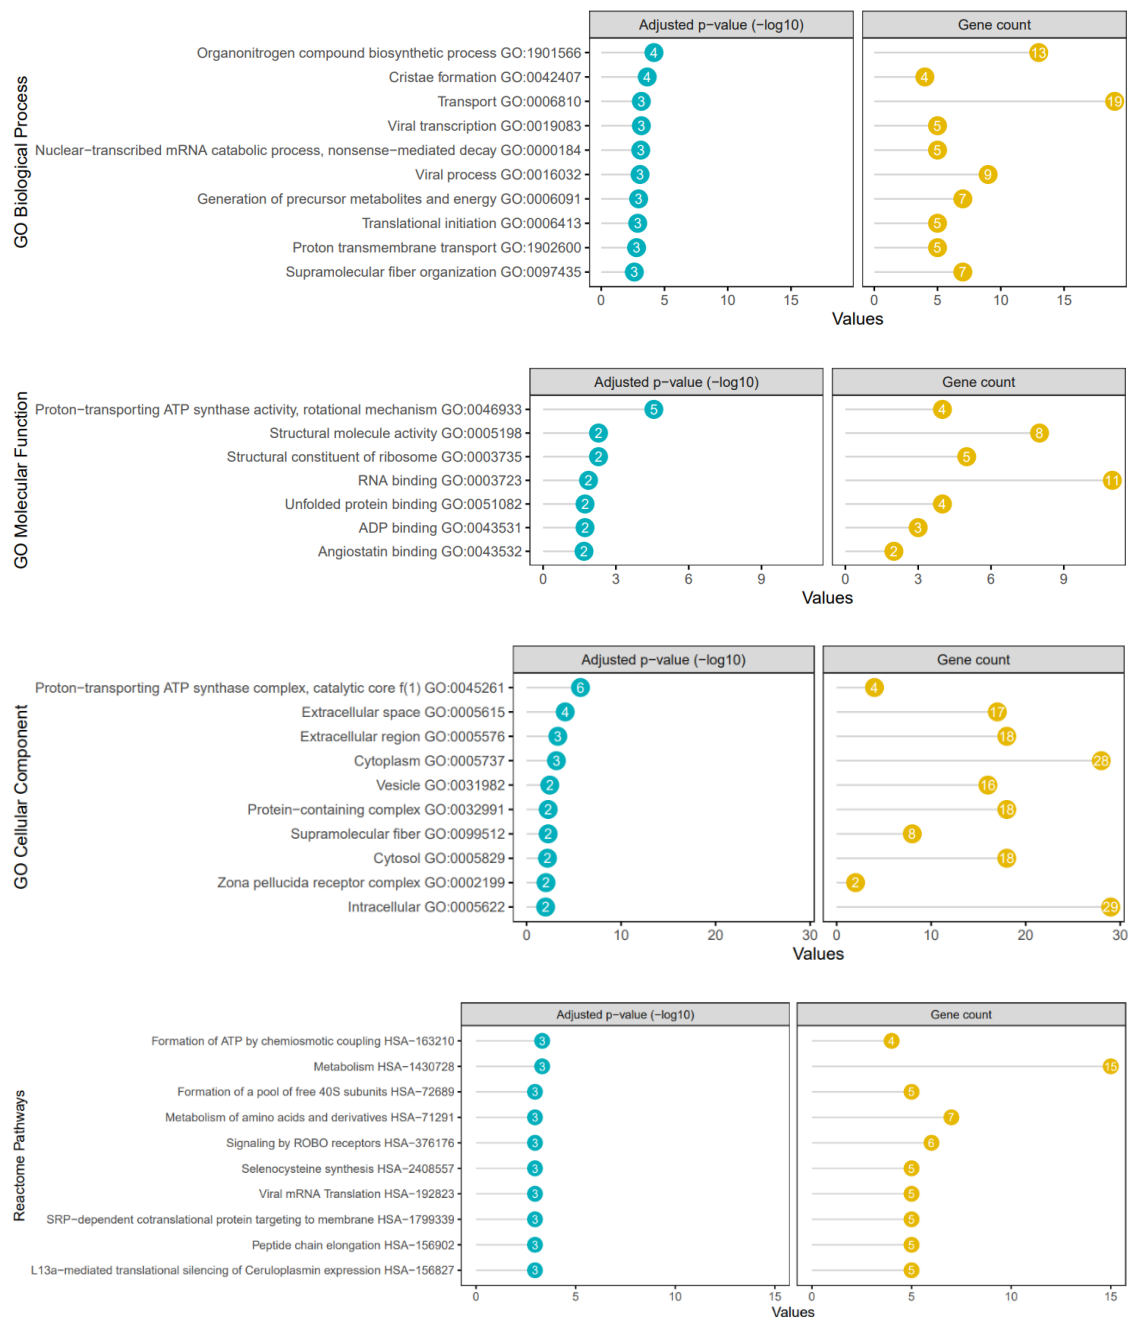 Adjusted p−value (−log10)
Gene count
GO Biological Process
Organonitrogen compound biosynthetic process GO:1901566
4
13
Cristae formation GO:0042407
4
4
Transport GO:0006810
3
19
Viral transcription GO:0019083
3
5
Nuclear−transcribed mRNA catabolic process, nonsense−mediated decay GO:0000184
3
5
Viral process GO:0016032
3
9
Generation of precursor metabolites and energy GO:0006091
3
7
Translational initiation GO:0006413
3
5
Proton transmembrane transport GO:1902600
3
5
Supramolecular fiber organization GO:0097435
3
7
0 5 10 15
0 5 10 15
Values
Adjusted p−value (−log10)
Gene count
GO Molecular Function
Proton−transporting ATP synthase activity, rotational mechanism GO:0046933
5
4
Structural molecule activity GO:0005198
2
8
Structural constituent of ribosome GO:0003735
2
5
RNA binding GO:0003723
2
11
Unfolded protein binding GO:0051082
2
4
ADP binding GO:0043531
2
3
Angiostatin binding GO:0043532
2
2
0 3 6 9
0 3 6 9
Values
Adjusted p−value (−log10)
Gene count
GO Cellular Component
Proton−transporting ATP synthase complex, catalytic core f(1) GO:0045261
6
4
Extracellular space GO:0005615
4
17
Extracellular region GO:0005576
3
18
Cytoplasm GO:0005737
3
28
Vesicle GO:0031982
2
16
Protein−containing complex GO:0032991
2
18
Supramolecular fiber GO:0099512
2
8
Cytosol GO:0005829
2
18
Zona pellucida receptor complex GO:0002199
2
2
Intracellular GO:0005622
2
29
0 10 20 30
0 10 20 30
Values
Adjusted p−value (−log10)
Gene count
Reactome Pathways
Formation of ATP by chemiosmotic coupling HSA−163210
3
4
Metabolism HSA−1430728
3
15
Formation of a pool of free 40S subunits HSA−72689
3
5
Metabolism of amino acids and derivatives HSA−71291
3
7
Signaling by ROBO receptors HSA−376176
3
6
Selenocysteine synthesis HSA−2408557
3
5
Viral mRNA Translation HSA−192823
3
5
SRP−dependent cotranslational protein targeting to membrane HSA−1799339
3
5
Peptide chain elongation HSA−156902
3
5
L13a−mediated translational silencing of Ceruloplasmin expression HSA−156827
3
5
0 5 10 15
0 5 10 15
Values